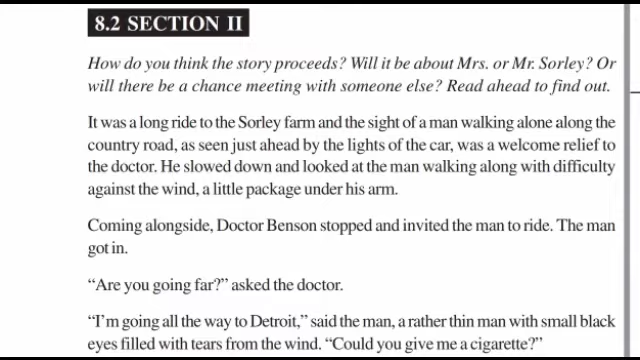 8.2 SECTION II
How do you think the story proceeds? Will it be about Mrs. or Mr. Sorley? Or
will there be a chance meeting with someone else? Read ahead to find out.
It was a long ride to the Sorley farm and the sight of a man walking alone along the
country road, as seen just ahead by the lights of the car, was a welcome relief to
the doctor. He slowed down and looked at the man walking along with difficulty
against the wind, a little package under his arm.
Coming alongside, Doctor Benson stopped and invited the man to ride. The man
got in.
“Are you going far?” asked the doctor.
“I’m going all the way to Detroit,” said the man, a rather thin man with small black
eyes filled with tears from the wind. “Could you give me a cigarette?”